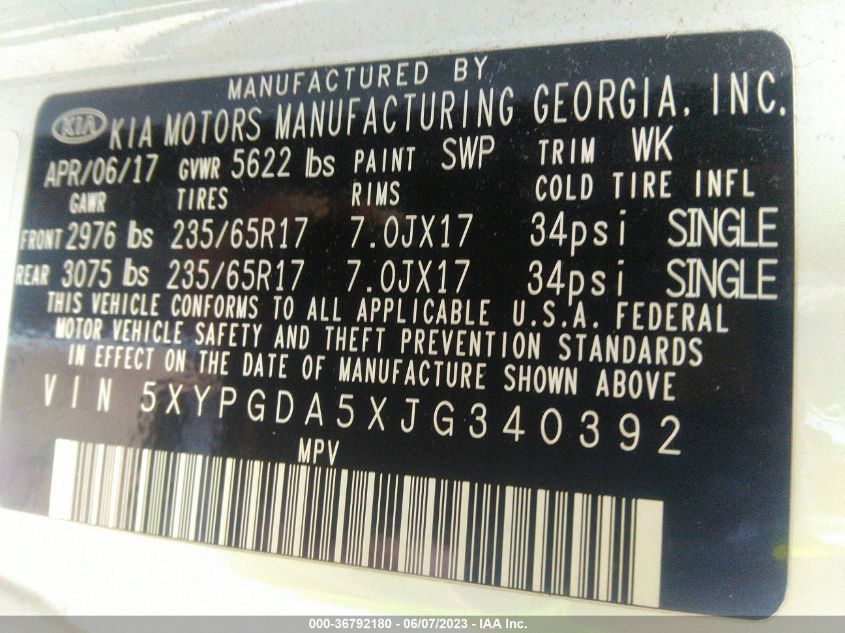 MANUFACTURED BY
KIA KIA MOTORS MANUFACTURING GEORGIA, INC.
APR/06/17 GVWR 5622 lbs PAINT SWP TRIM WK
GAWR TIRES RIMS COLD TIRE INFL
FRONT 2976 lbs 235/65R17 7.0JX17 34psi SINGLE
REAR 3075 lbs 235/65R17 7.0JX17 34psi SINGLE
THIS VEHICLE CONFORMS TO ALL APPLICABLE U.S.A. FEDERAL
MOTOR VEHICLE SAFETY AND THEFT PREVENTION STANDARDS
IN EFFECT ON THE DATE OF MANUFACTURE SHOWN ABOVE
VIN 5XYPGDA5XJG340392
MPV
000-36792180 - 06/07/2023 - IAA Inc.